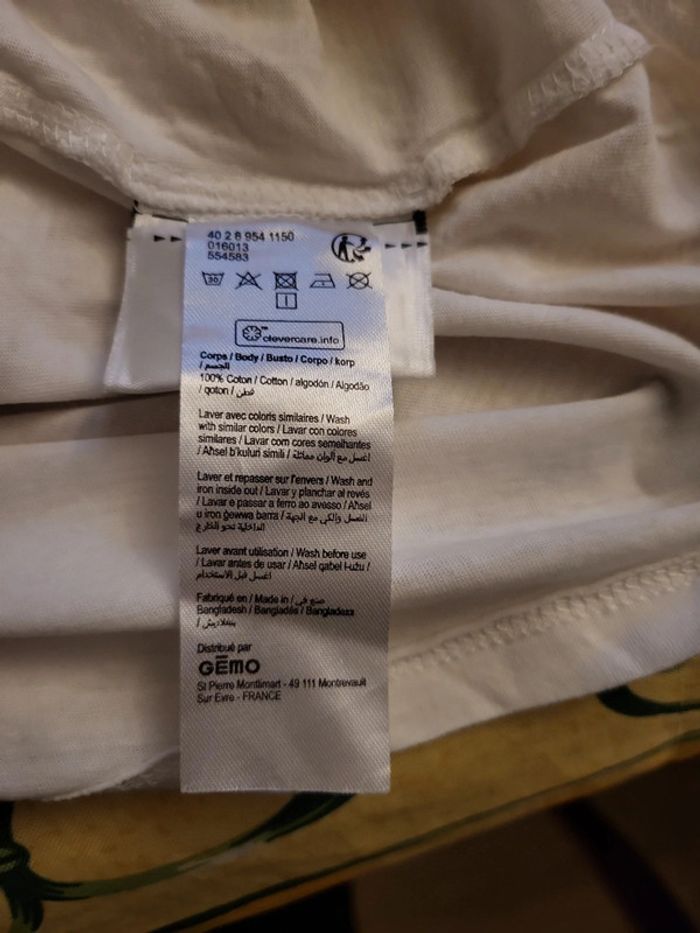 40 2 8 954 1150
016013
554583
30
clevercare.info
Corps / Body / Busto / Corpo / korp
/ الجسم
100% Coton / Cotton / algodón / Algodão
/ qoton / قطن
Laver avec coloris similaires / Wash
with similar colors / Lavar con colores
similares / Lavar com cores semelhantes
/ Aħsel b'kuluri simili / اغسل مع ألوان مماثلة
Laver et repasser sur l'envers / Wash and
iron inside out / Lavar y planchar al revés
/ Lavar e passar a ferro ao avesso / Aħsel
u iron ġewwa barra / الغسل والكي مع الجهة
الداخلية نحو الخارج
Laver avant utilisation / Wash before use
/ Lavar antes de usar / Aħsel qabel l-użu /
اغسل قبل الاستخدام
Fabriqué en / Made in / صنع في
Bangladesh / Bangladés / Bangladexx
/ بنغلاديش
Distribué par
GĒMO
St Pierre Montlimart - 49 111 Montrevault
Sur Evre - FRANCE